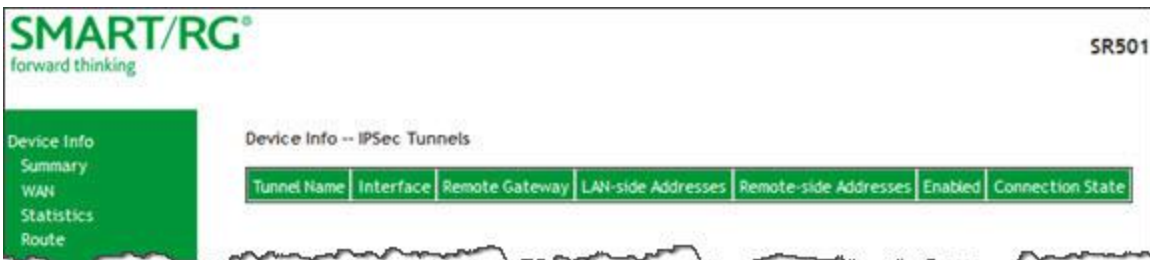 SMART/RG®
forward thinking
SR501
Device Info
Summary
WAN
Statistics
Route
Device Info -- IPSec Tunnels
Tunnel Name Interface Remote Gateway LAN-side Addresses Remote-side Addresses Enabled Connection State